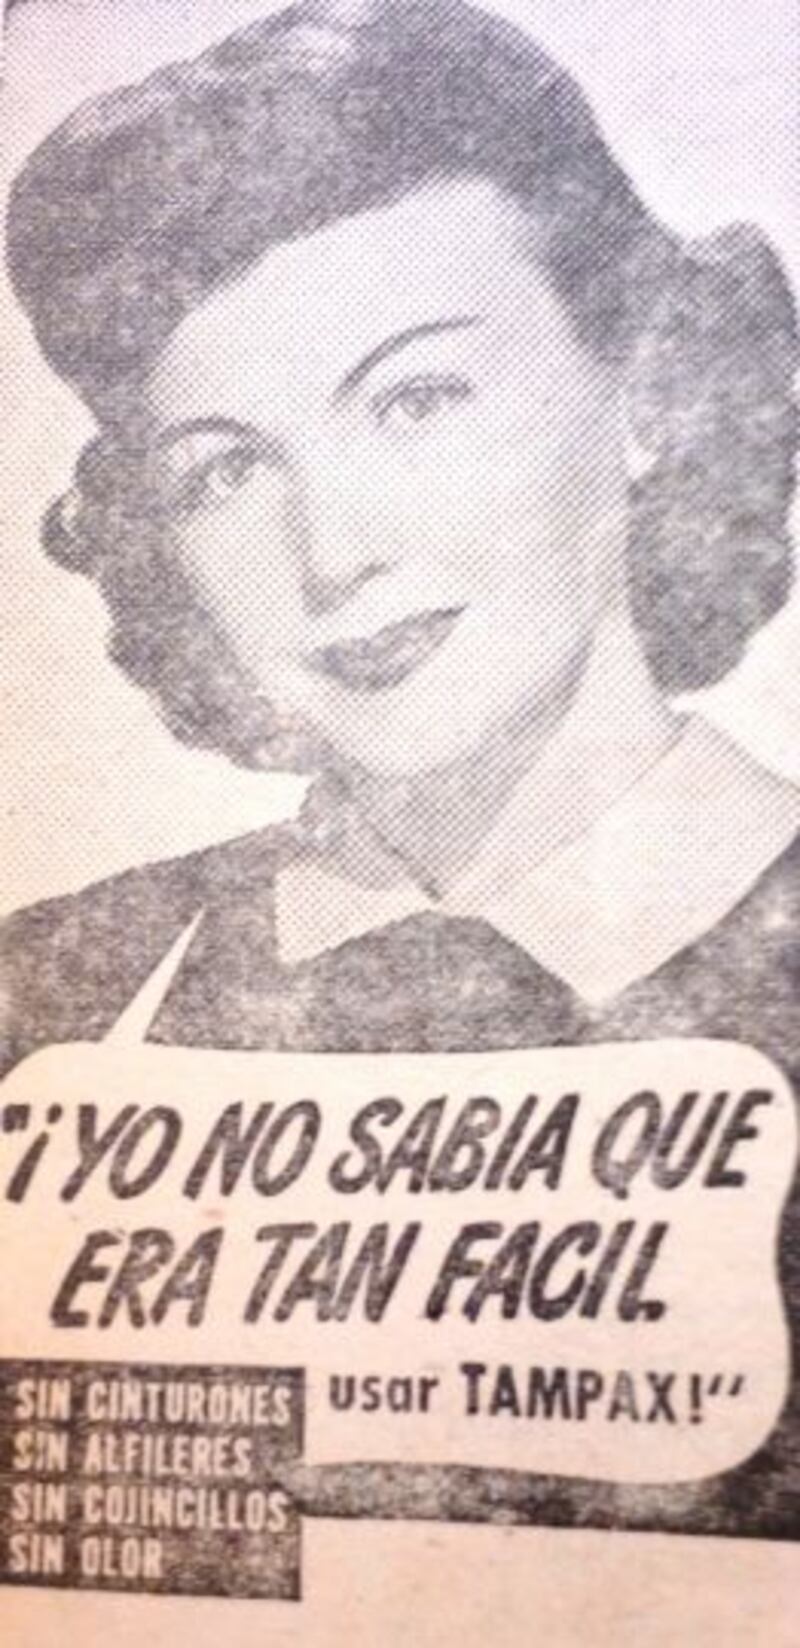 "¡YO NO SABIA QUE
ERA TAN FACIL
usar TAMPAX!“
SIN CINTURONES
SIN ALFILERES
SIN COJINCILLOS
SIN OLOR